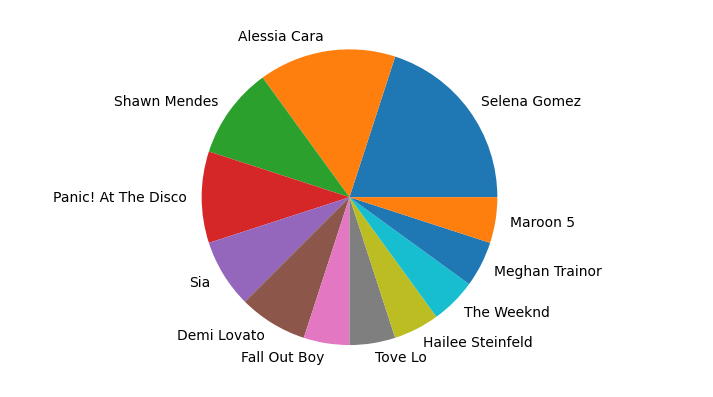 Alessia Cara
Selena Gomez
Shawn Mendes
Panic! At The Disco
Maroon 5
Meghan Trainor
Sia
The Weeknd
Demi Lovato
Hailee Steinfeld
Fall Out Boy
Tove Lo